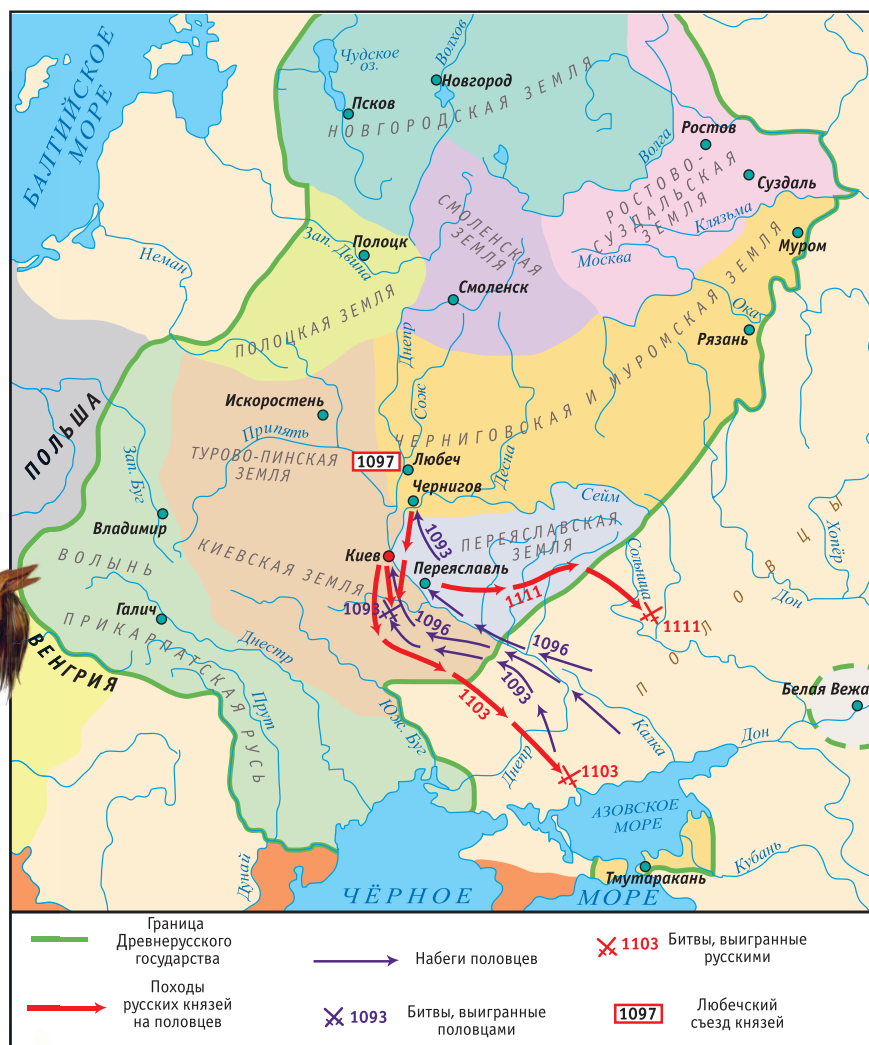 БАЛТИЙСКОЕ
МОРЕ
Чудское
оз.
Волхов
Новгород
Псков
НОВГОРОДСКАЯ ЗЕМЛЯ
Ростов
Волга
Суздаль
РОСТОВО-
СУЗДАЛЬСКАЯ
ЗЕМЛЯ
Клязьма
Москва
Муром
СМОЛЕНСКАЯ
ЗЕМЛЯ
Полоцк
Зап. Двина
Неман
Смоленск
Ока
Рязань
ПОЛОЦКАЯ ЗЕМЛЯ
Днепр
ПОЛЬША
Искоростень
Сож
ЧЕРНИГОВСКАЯ И МУРОМСКАЯ ЗЕМЛЯ
Припять
ТУРОВО-ПИНСКАЯ
ЗЕМЛЯ
1097
Любеч
Чернигов
Десна
Сейм
Зап. Буг
Владимир
1093
ПЕРЕЯСЛАВСКАЯ
ЗЕМЛЯ
ВОЛЫНЬ
КИЕВСКАЯ ЗЕМЛЯ
Киев
Переяславль
1111
Сольница
ПОЛОВЦЫ
Хопёр
Дон
Галич
1093
1096
1111
ПРИКАРПАТСКАЯ РУСЬ
ВЕНГРИЯ
Днестр
1096
1093
Прут
Юж. Буг
1103
Белая Вежа
Калка
Дон
Днепр
1103
АЗОВСКОЕ
МОРЕ
Кубань
Тмутаракань
Дунай
ЧЁРНОЕ МОРЕ
Граница
Древнерусского
государства
Набеги половцев
1103 Битвы, выигранные
русскими
Походы
русских князей
на половцев
1093 Битвы, выигранные
половцами
1097 Любечский
съезд князей